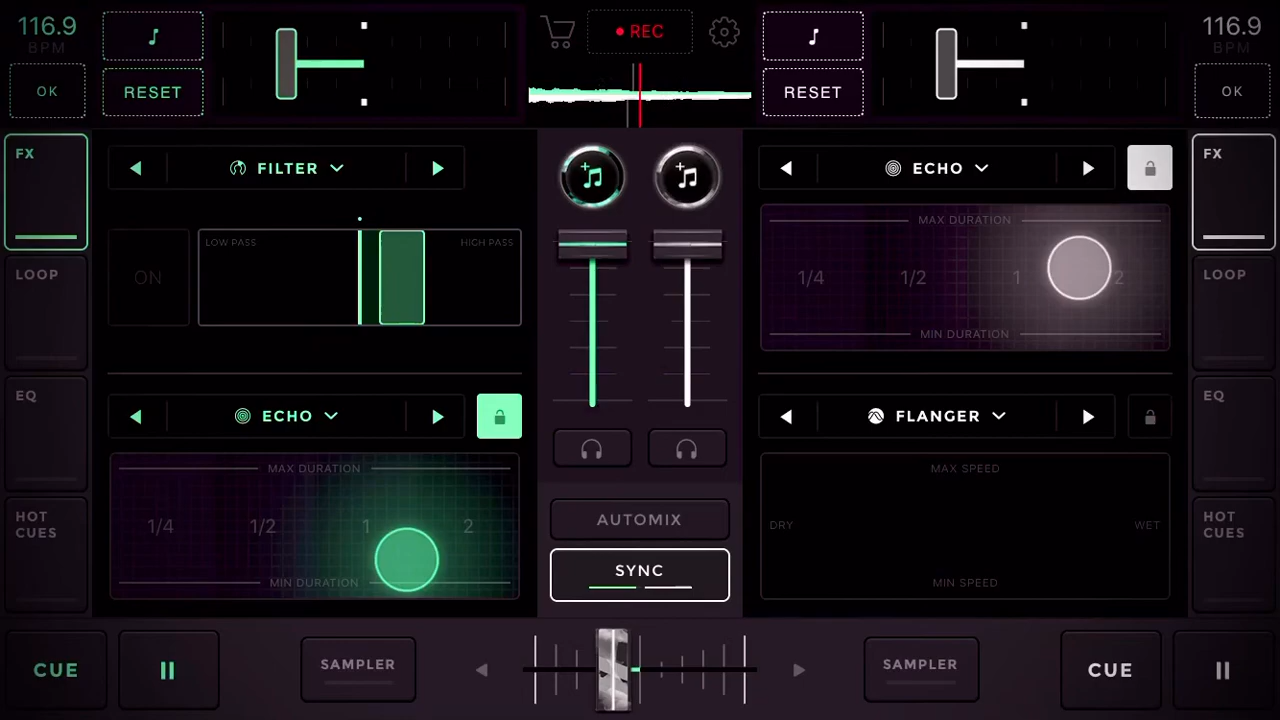 116.9
BPM
OK
RESET
REC
RESET
116.9
BPM
OK
FX
LOOP
EQ
HOT
CUES
FILTER
ON
LOW PASS
HIGH PASS
ECHO
MAX DURATION
1/4
1/2
1
2
MIN DURATION
AUTOMIX
SYNC
ECHO
MAX DURATION
1/4
1/2
1
2
MIN DURATION
FLANGER
MAX SPEED
DRY
WET
MIN SPEED
FX
LOOP
EQ
HOT
CUES
CUE
SAMPLER
SAMPLER
CUE